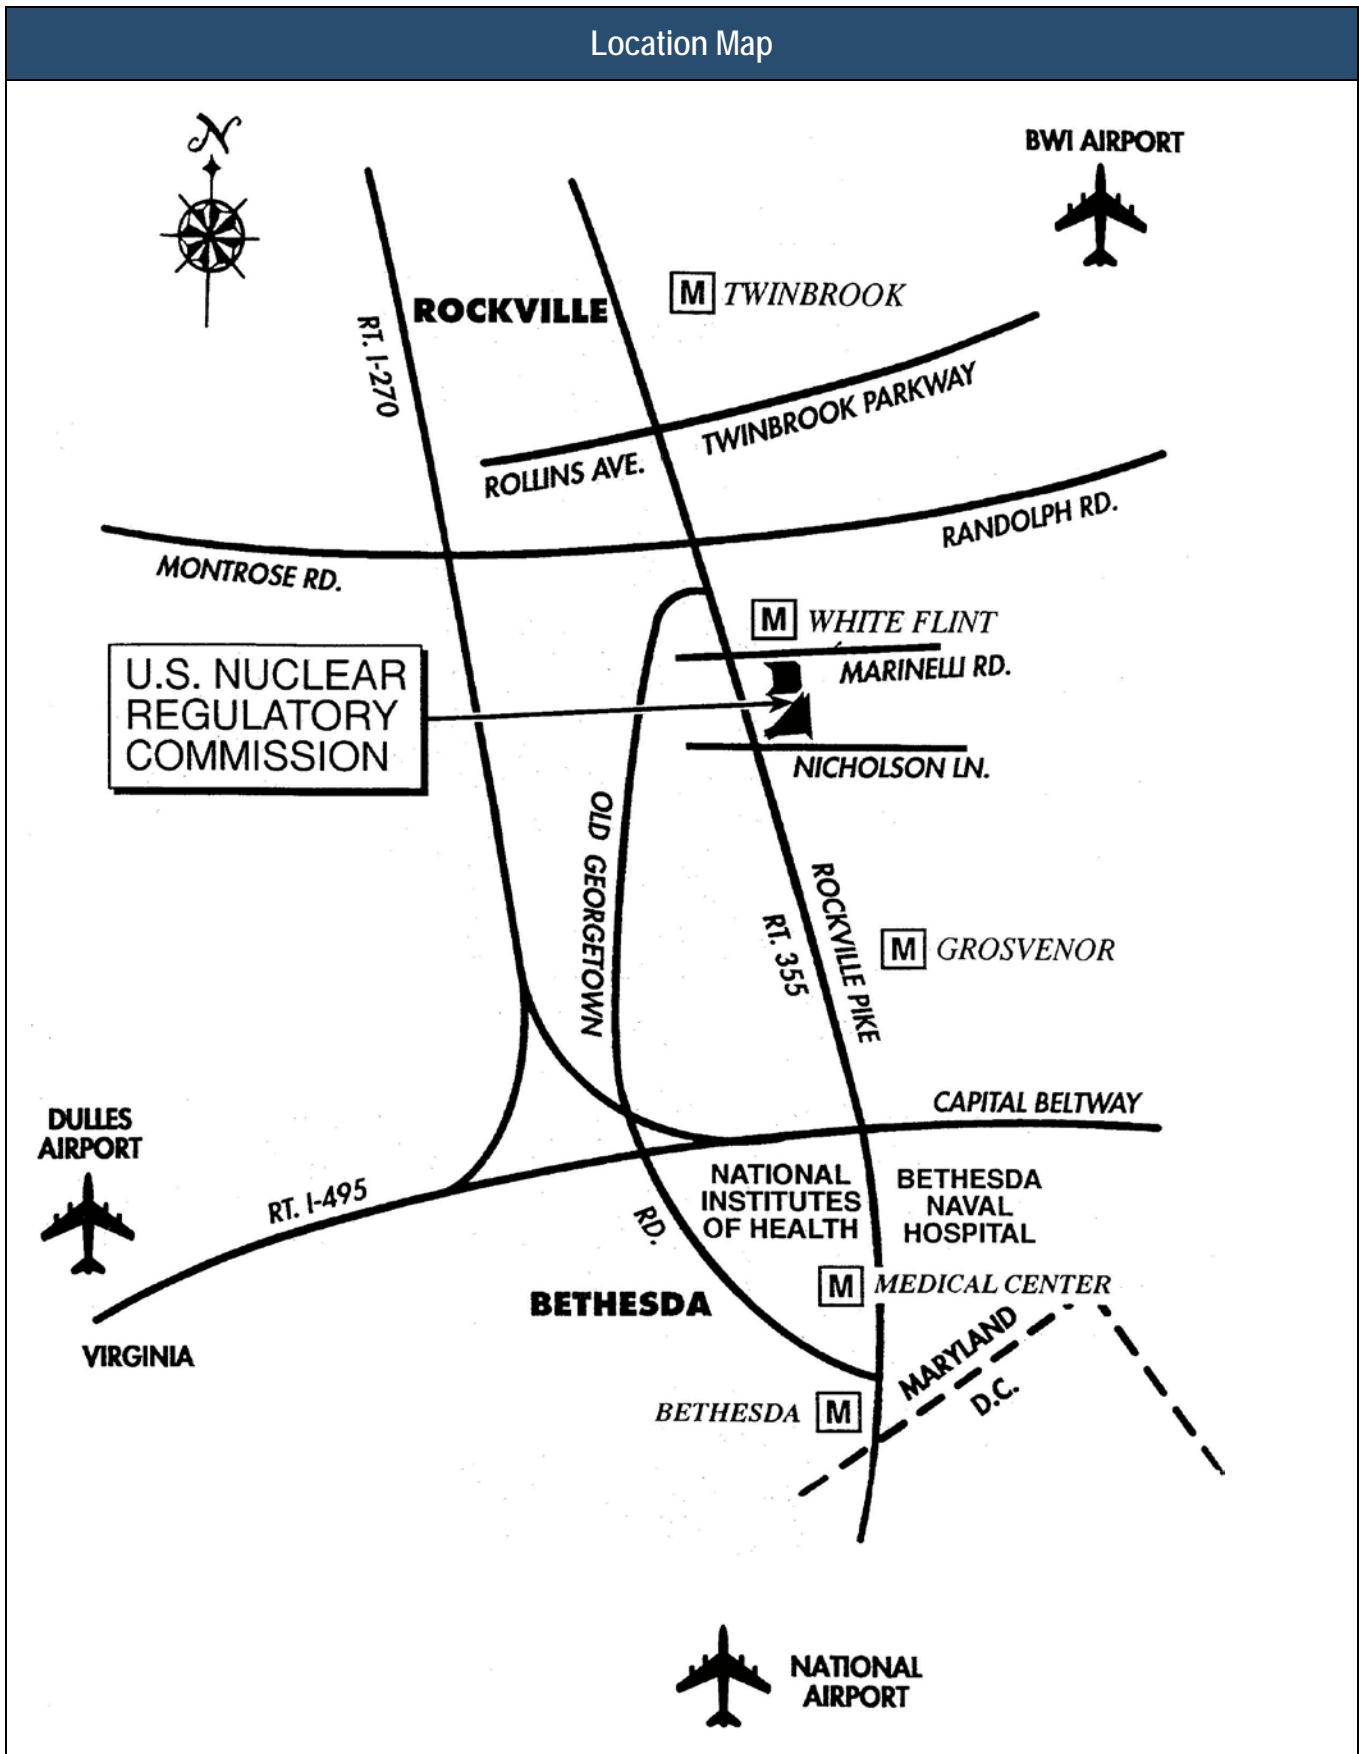 Location Map
N
BWI AIRPORT
M TWINBROOK
ROCKVILLE
RT. I-270
TWINBROOK PARKWAY
ROLLINS AVE.
RANDOLPH RD.
MONTROSE RD.
M WHITE FLINT
MARINELLI RD.
U.S. NUCLEAR
REGULATORY
COMMISSION
NICHOLSON LN.
OLD GEORGETOWN
RD.
ROCKVILLE PIKE
RT. 355
M GROSVENOR
CAPITAL BELTWAY
DULLES
AIRPORT
RT. I-495
NATIONAL
INSTITUTES
OF HEALTH
BETHESDA
NAVAL
HOSPITAL
M MEDICAL CENTER
BETHESDA
VIRGINIA
MARYLAND
D.C.
BETHESDA M
NATIONAL
AIRPORT